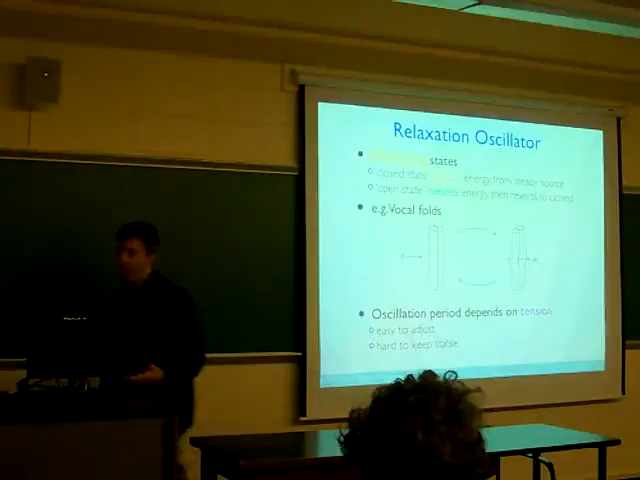 Relaxation Oscillator
• states
○ 'closed state' energy from steady source
○ 'open state' releases energy, then reverts to closed
• e.g. Vocal folds
• Oscillation period depends on tension
○ easy to adjust
○ hard to keep stable